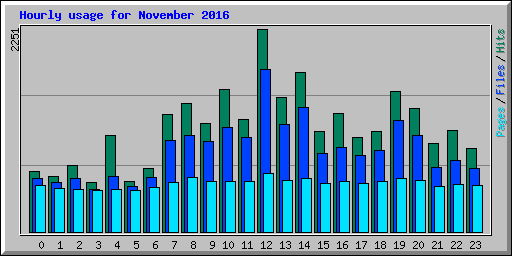 Hourly usage for November 2016
2251
Pages / Files / Hits
0 1 2 3 4 5 6 7 8 9 10 11 12 13 14 15 16 17 18 19 20 21 22 23